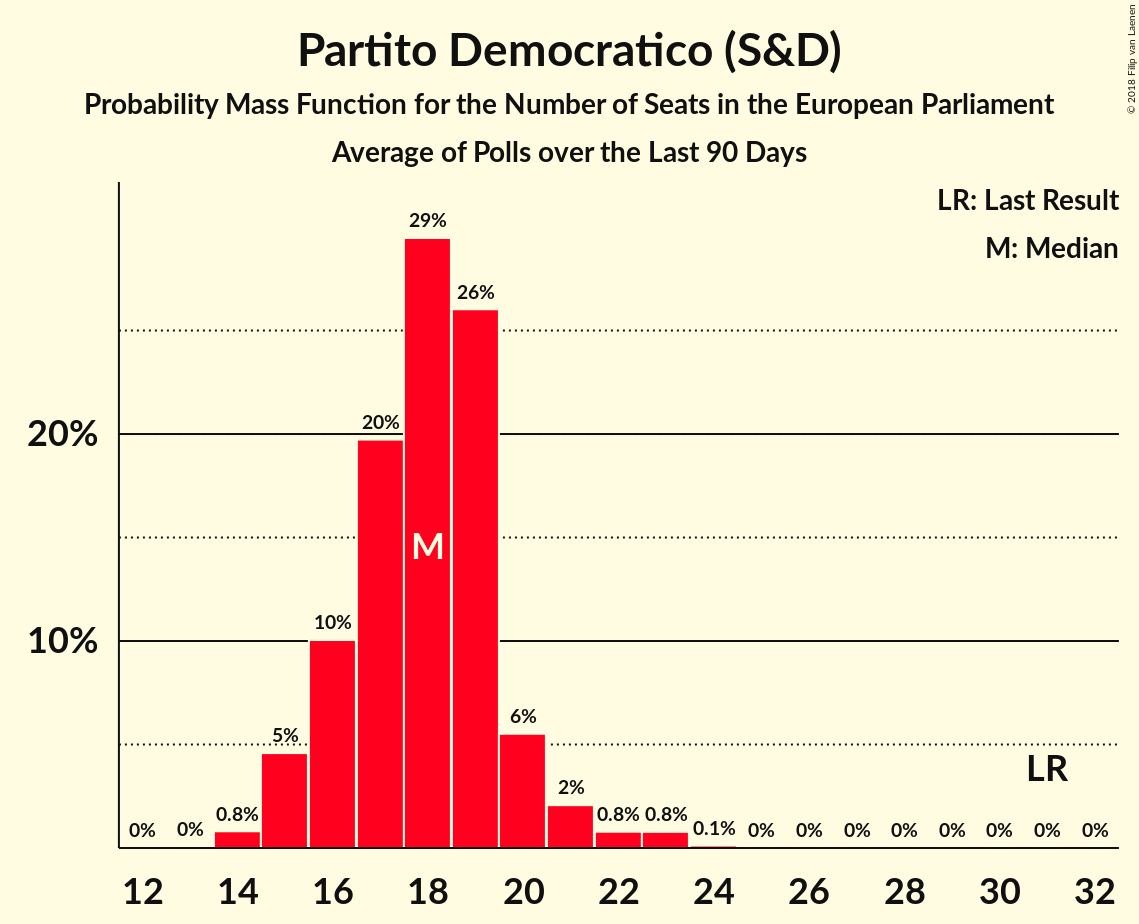 Partito Democratico (S&D)
Probability Mass Function for the Number of Seats in the European Parliament
Average of Polls over the Last 90 Days
© 2018 Filip van Laenen
LR: Last Result
M: Median
29%
26%
20%
20%
M
10%
10%
6%
5%
LR
2%
0% 0% 0.8% 0.8% 0.8% 0.1% 0% 0% 0% 0% 0% 0% 0% 0%
12 14 16 18 20 22 24 26 28 30 32